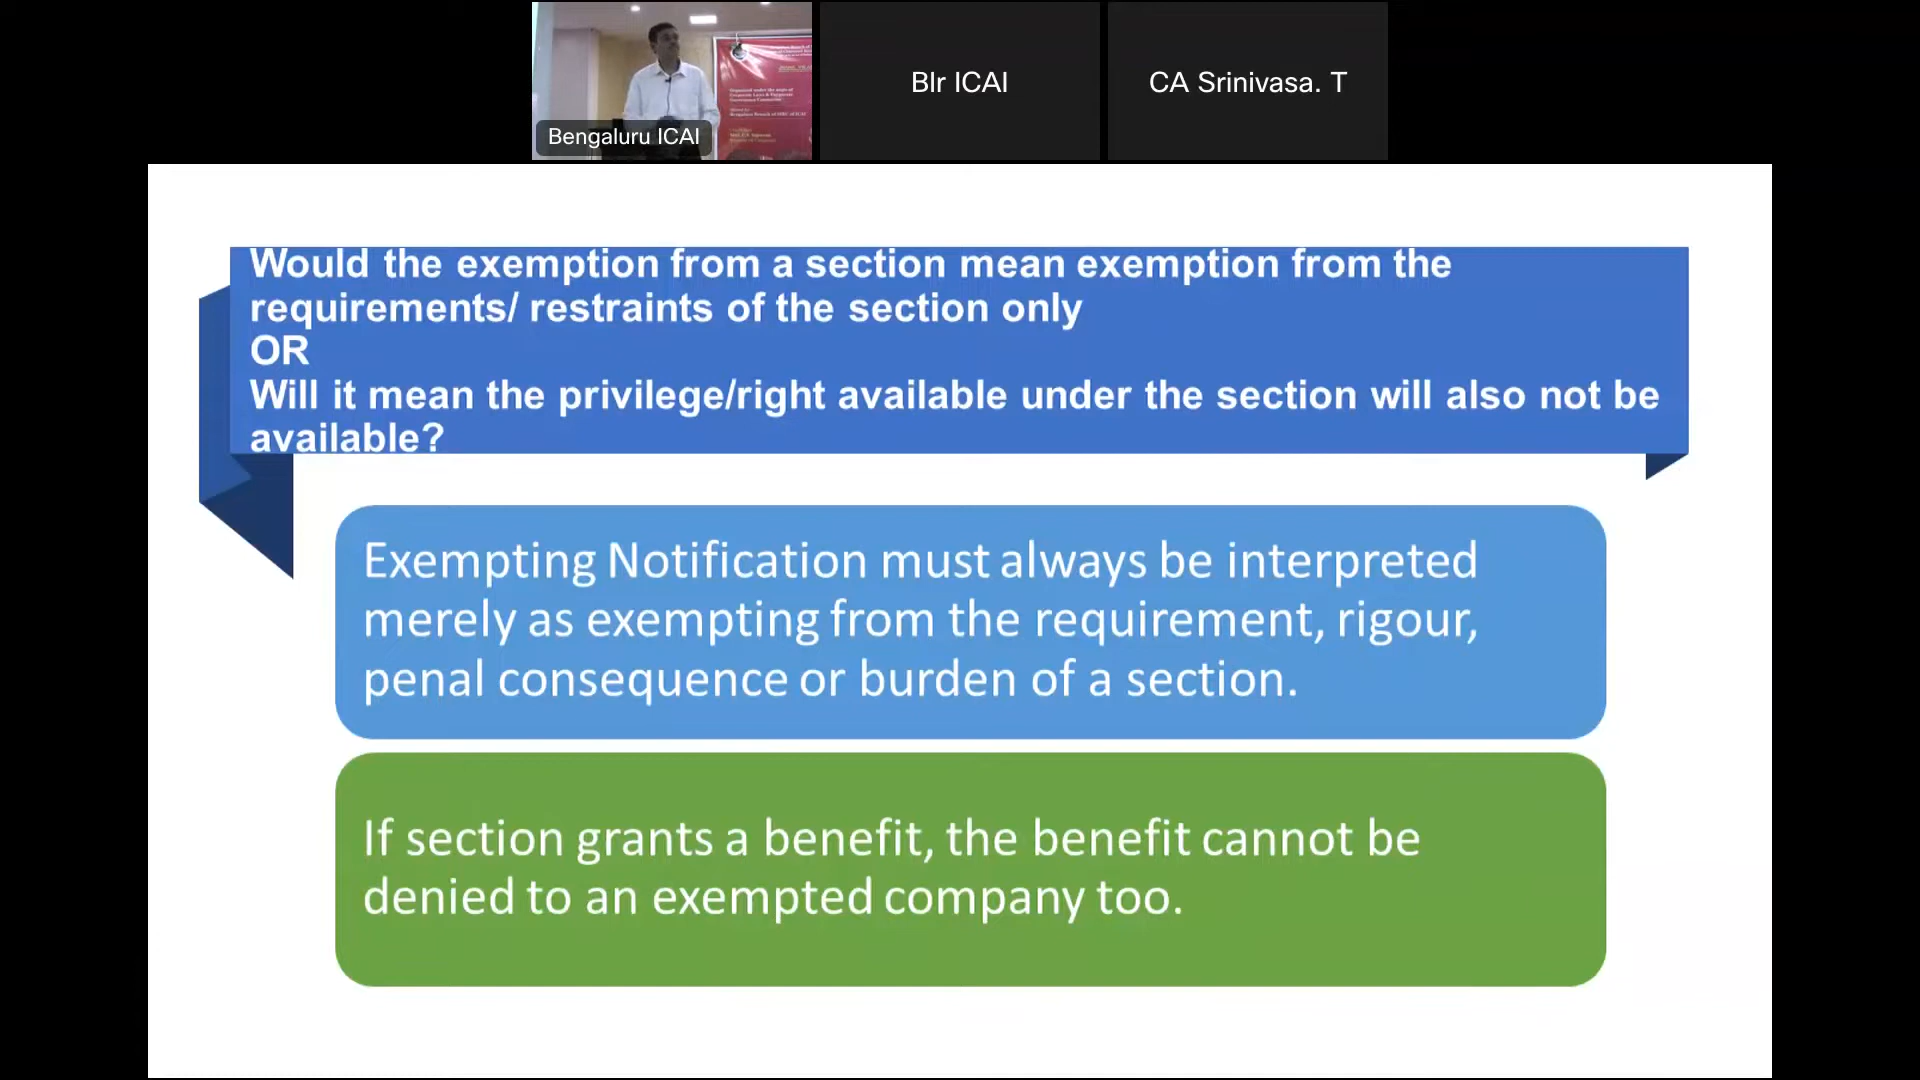 Bengaluru ICAI
Blr ICAI
CA Srinivasa. T
Would the exemption from a section mean exemption from the
requirements/ restraints of the section only
OR
Will it mean the privilege/right available under the section will also not be
available?
Exempting Notification must always be interpreted
merely as exempting from the requirement, rigour,
penal consequence or burden of a section.
If section grants a benefit, the benefit cannot be
denied to an exempted company too.